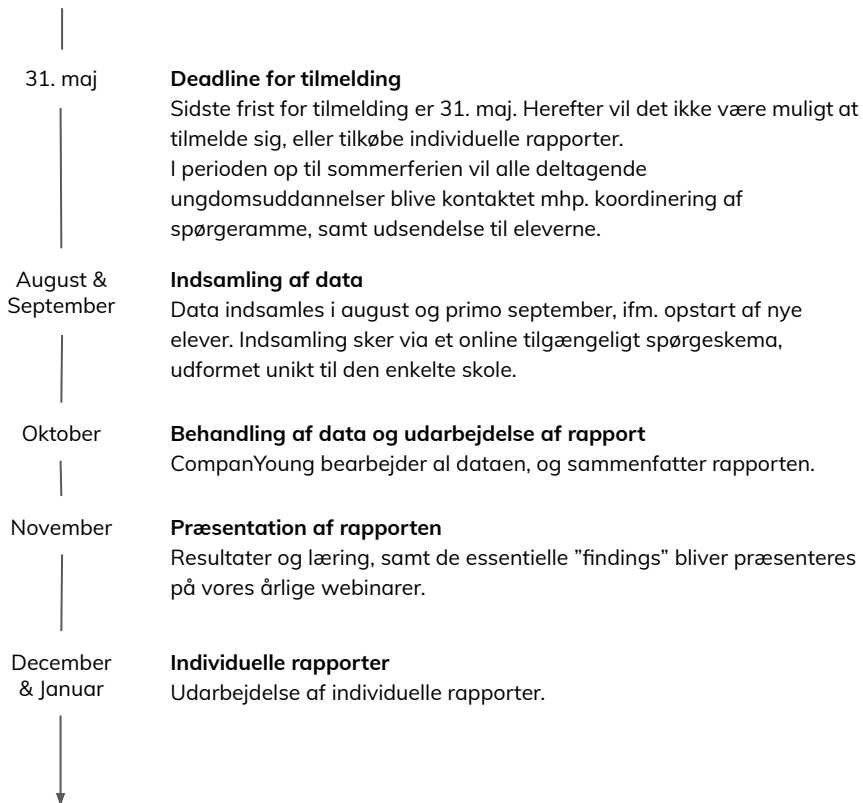 31. maj
Deadline for tilmelding
Sidste frist for tilmelding er 31. maj. Herefter vil det ikke være muligt at
tilmelde sig, eller tilkøbe individuelle rapporter.
I perioden op til sommerferien vil alle deltagende
ungdomsuddannelser blive kontaktet mhp. koordinering af
spørgeramme, samt udsendelse til eleverne.
August &
September
Indsamling af data
Data indsamles i august og primo september, ifm. opstart af nye
elever. Indsamling sker via et online tilgængeligt spørgeskema,
udformet unikt til den enkelte skole.
Oktober
Behandling af data og udarbejdelse af rapport
CompanYoung bearbejder al dataen, og sammenfatter rapporten.
November
Præsentation af rapporten
Resultater og læring, samt de essentielle ”findings” bliver præsenteres
på vores årlige webinarer.
December
& Januar
Individuelle rapporter
Udarbejdelse af individuelle rapporter.